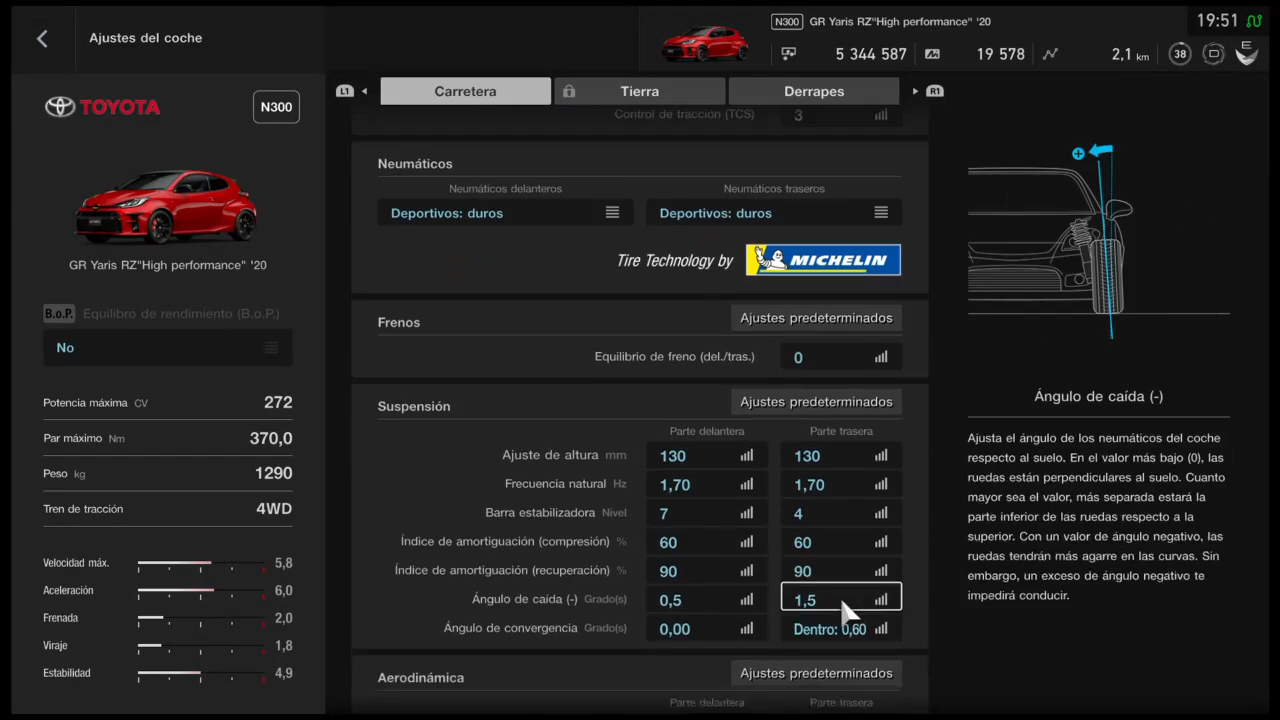 Ajustes del coche
N300 GR Yaris RZ"High performance" '20
19:51
5 344 587
19 578
2,1 km
38
E
TOYOTA
N300
GR Yaris RZ"High performance" '20
B.o.P. Equilibro de rendimiento (B.o.P.)
No
Potencia máxima CV 272
Par máximo Nm 370,0
Peso kg 1290
Tren de tracción 4WD
Velocidad máx. 5,8
Aceleración 6,0
Frenada 2,0
Viraje 1,8
Estabilidad 4,9
L1 Carretera Tierra Derrapes R1
Control de tracción (TCS) 3
Neumáticos
Neumáticos delanteros Neumáticos traseros
Deportivos: duros Deportivos: duros
Tire Technology by MICHELIN
Frenos Ajustes predeterminados
Equilibrio de freno (del./tras.) 0
Suspensión Ajustes predeterminados
Parte delantera Parte trasera
Ajuste de altura mm 130 130
Frecuencia natural Hz 1,70 1,70
Barra estabilizadora Nivel 7 4
Índice de amortiguación (compresión) % 60 60
Índice de amortiguación (recuperación) % 90 90
Ángulo de caída (-) Grado(s) 0,5 1,5
Ángulo de convergencia Grado(s) 0,00 Dentro: 0,60
Aerodinámica Ajustes predeterminados
Parte delantera Parte trasera
Ángulo de caída (-)
Ajusta el ángulo de los neumáticos del coche
respecto al suelo. En el valor más bajo (0), las
ruedas están perpendiculares al suelo. Cuanto
mayor sea el valor, más separada estará la
parte inferior de las ruedas respecto a la
superior. Con un valor de ángulo negativo, las
ruedas tendrán más agarre en las curvas. Sin
embargo, un exceso de ángulo negativo te
impedirá conducir.